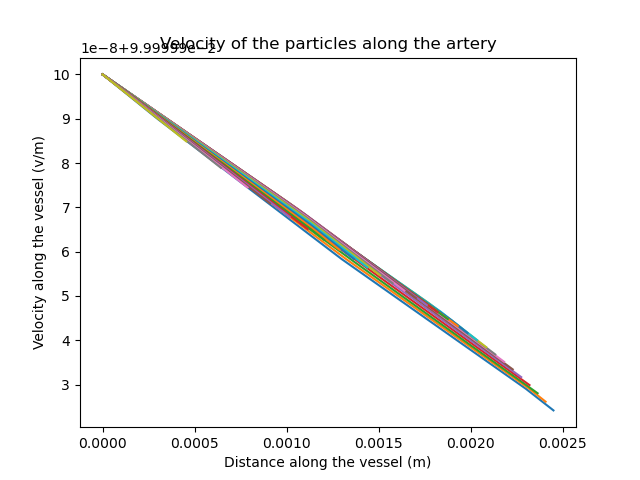 Velocity of the particles along the artery
1e−8+9.99999e−2
10
9
8
7
6
5
4
3
Velocity along the vessel (v/m)
0.0000 0.0005 0.0010 0.0015 0.0020 0.0025
Distance along the vessel (m)